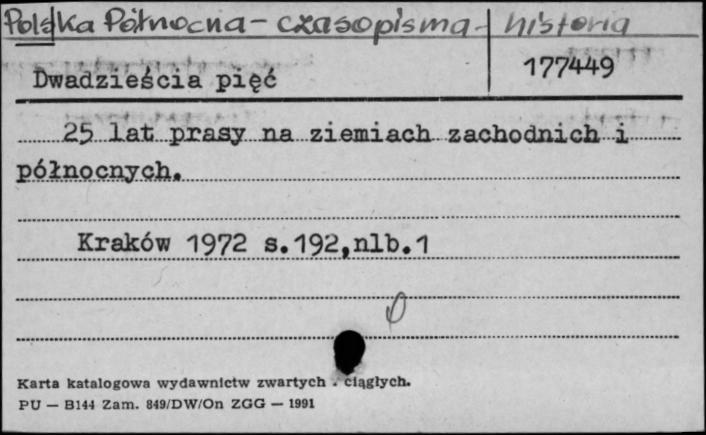 Polska Północna - czasopisma - historia
Dwadzieścia pięć
177449
25 lat prasy na ziemiach zachodnich i
północnych.
Kraków 1972 s.192,nlb.1
Karta katalogowa wydawnictw zwartych . ciągłych.
PU — B144 Zam. 849/DW/On ZGG — 1991